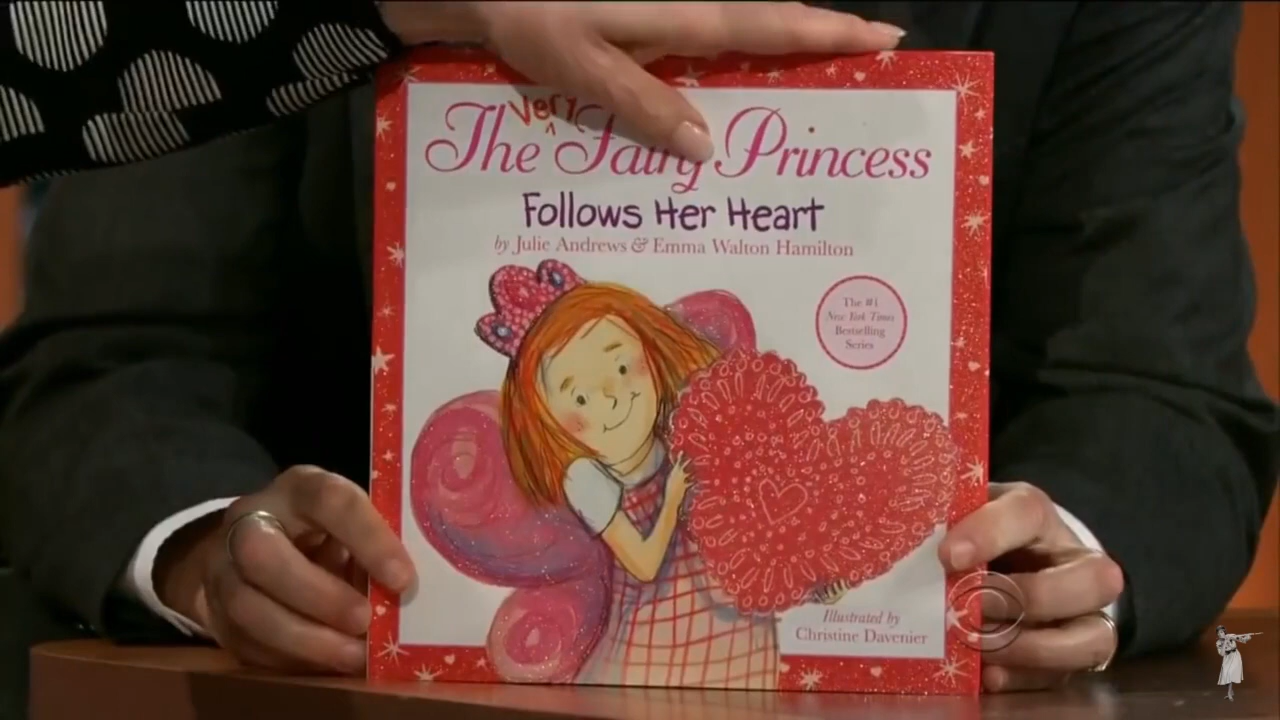 Very
The Fairy Princess
Follows Her Heart
by Julie Andrews & Emma Walton Hamilton
The #1
New York Times
Bestselling
Series
Illustrated by
Christine Davenier